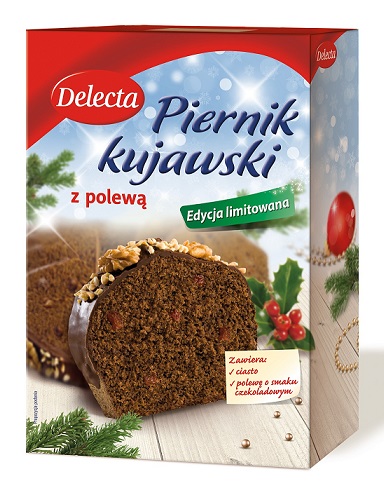 Delecta
Piernik
kujawski
z polewą
Edycja limitowana
Zawiera:
✓ ciasto
✓ polewę o smaku
czekoladowym
Delecta